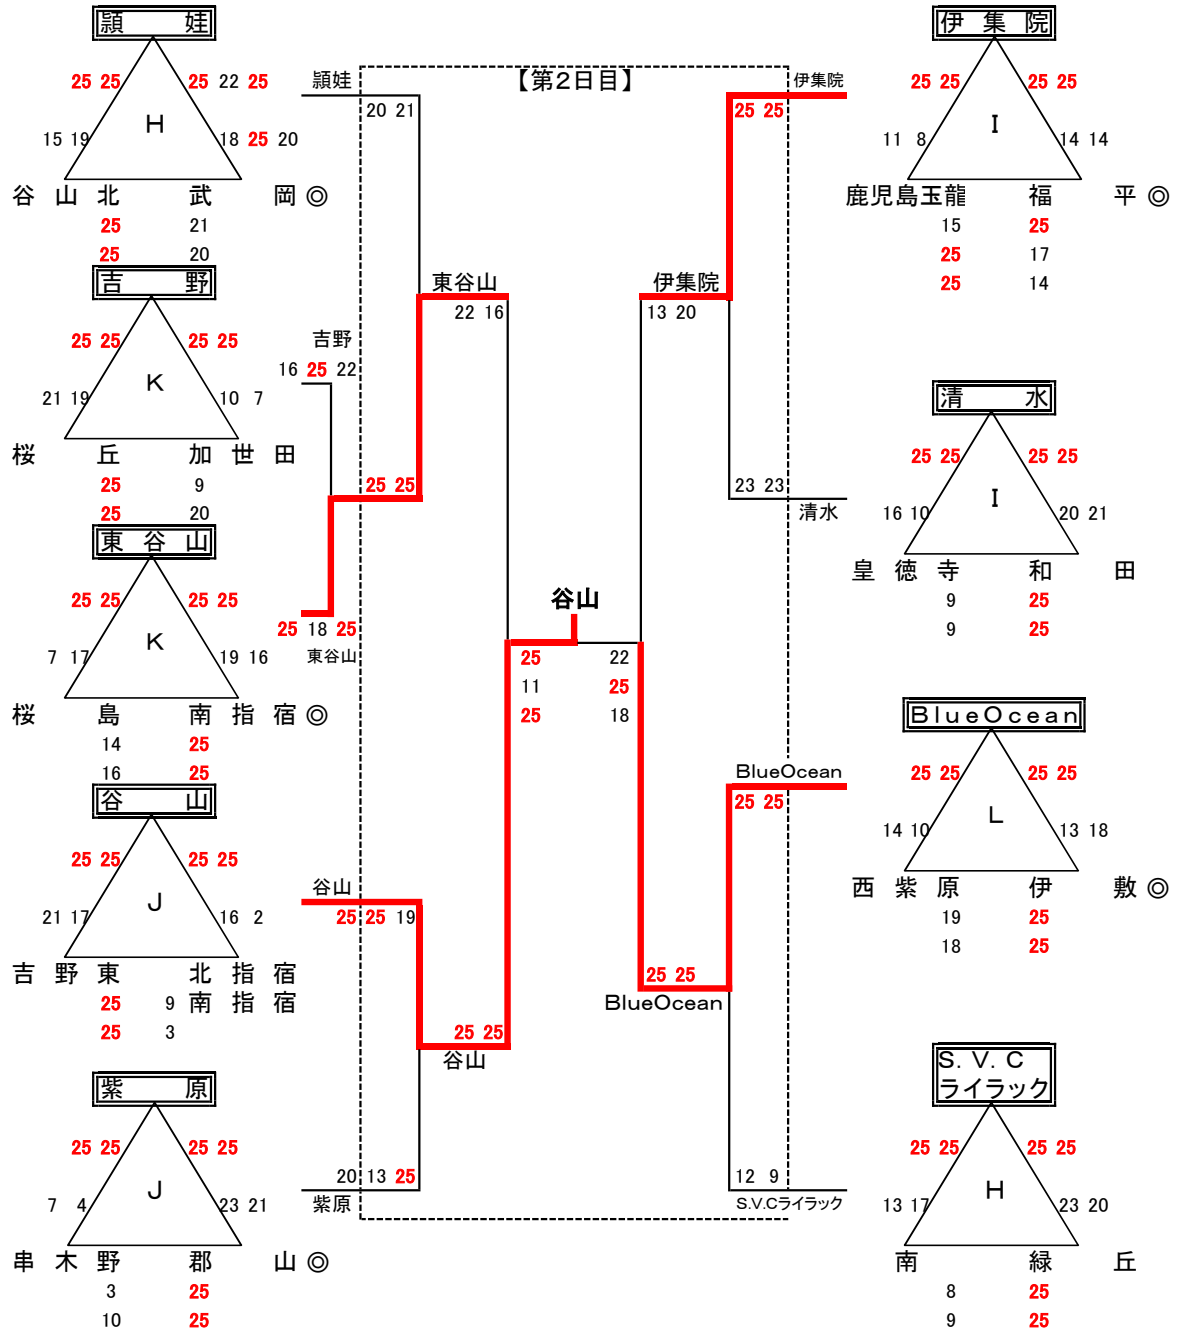 頴娃
25 25
25 22 25
H
15 19
18 25 20
谷山北
武岡◎
25 21
25 20
吉野
25 25
25 25
K
21 19
10 7
桜丘
加世田
25 9
25 20
東谷山
25 25
25 25
K
7 17
19 16
桜島
南指宿◎
14 25
16 25
谷山
25 25
25 25
J
21 17
16 2
吉野東
北指宿
25 9 南指宿
25 3
紫原
25 25
25 25
J
7 4
23 21
串木野
郡山◎
3 25
10 25
【第2日目】
頴娃
20 21
東谷山
22 16
吉野
16 25 22
25 25
25 18 25
東谷山
谷山
25 25 19
25 25
谷山
20 13 25
紫原
谷山
25 22
11 25
25 18
伊集院
25 25
伊集院
13 20
23 23
清水
BlueOcean
25 25
25 25
BlueOcean
12 9
S.V.Cライラック
伊集院
25 25
25 25
I
11 8
14 14
鹿児島玉龍
福平◎
15 25
25 17
25 14
清水
25 25
25 25
I
16 10
20 21
皇徳寺
和田
9 25
9 25
BlueOcean
25 25
25 25
L
14 10
13 18
西紫原
伊敷◎
19 25
18 25
S.V.C
ライラック
25 25
25 25
H
13 17
23 20
南
緑丘
8 25
9 25